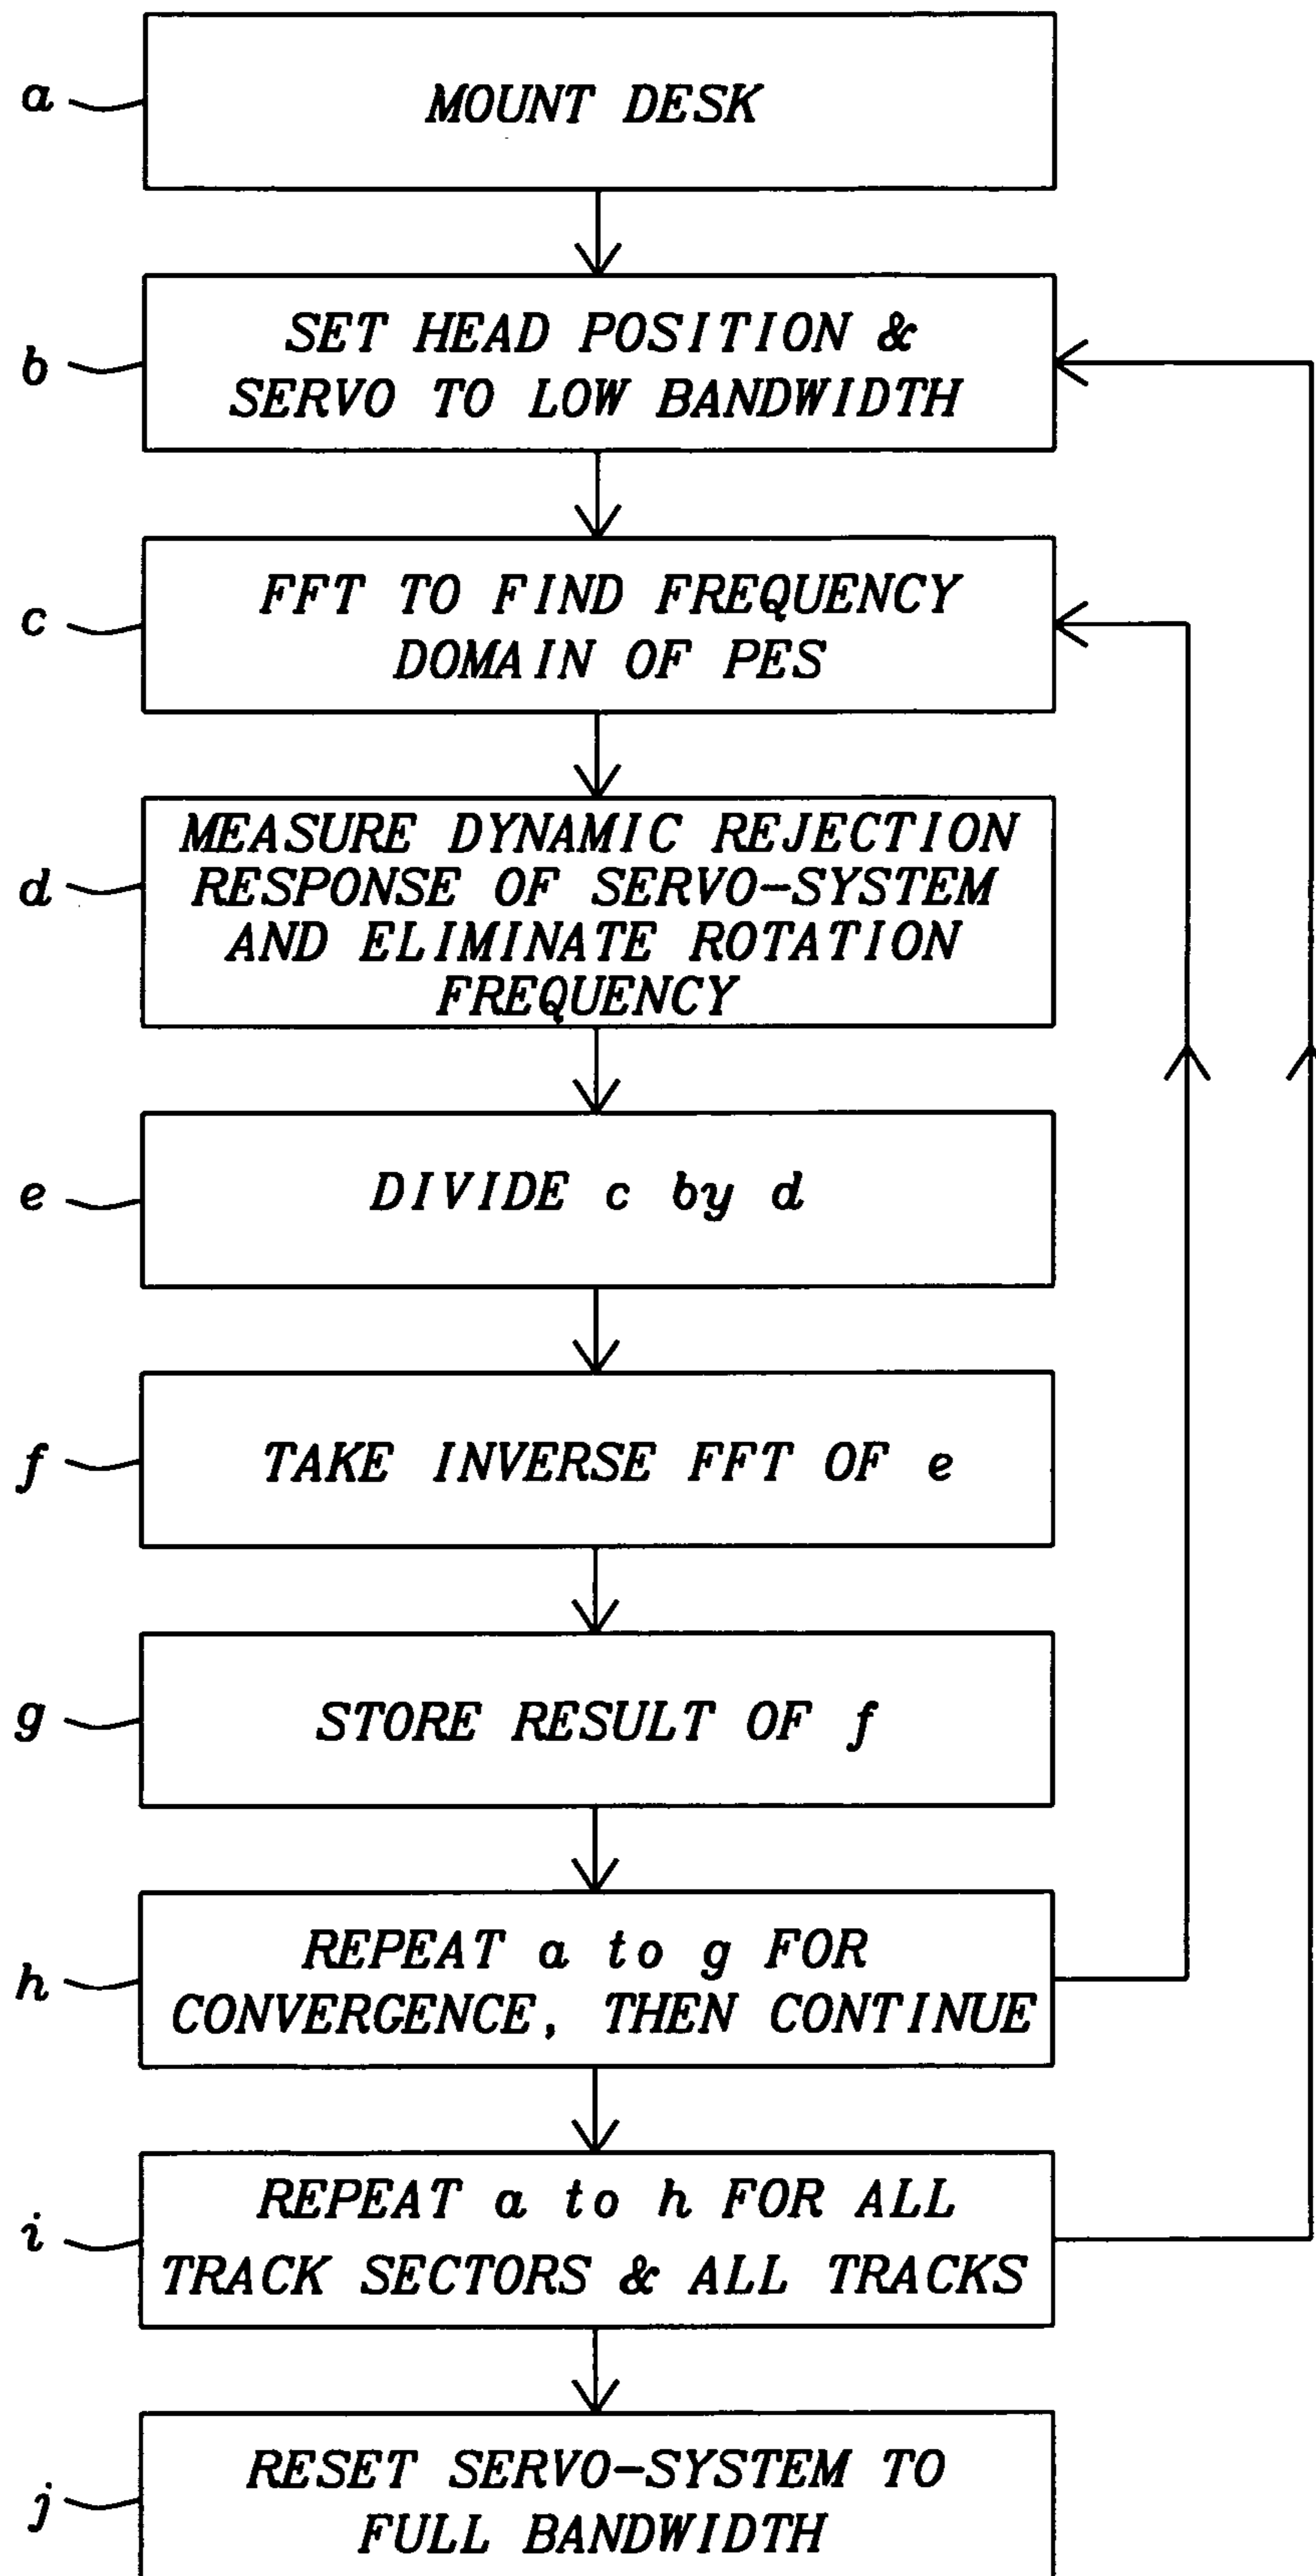 a
MOUNT DESK
b
SET HEAD POSITION &
SERVO TO LOW BANDWIDTH
c
FFT TO FIND FREQUENCY
DOMAIN OF PES
d
MEASURE DYNAMIC REJECTION
RESPONSE OF SERVO-SYSTEM
AND ELIMINATE ROTATION
FREQUENCY
e
DIVIDE c by d
f
TAKE INVERSE FFT OF e
g
STORE RESULT OF f
h
REPEAT a to g FOR
CONVERGENCE, THEN CONTINUE
i
REPEAT a to h FOR ALL
TRACK SECTORS & ALL TRACKS
j
RESET SERVO-SYSTEM TO
FULL BANDWIDTH